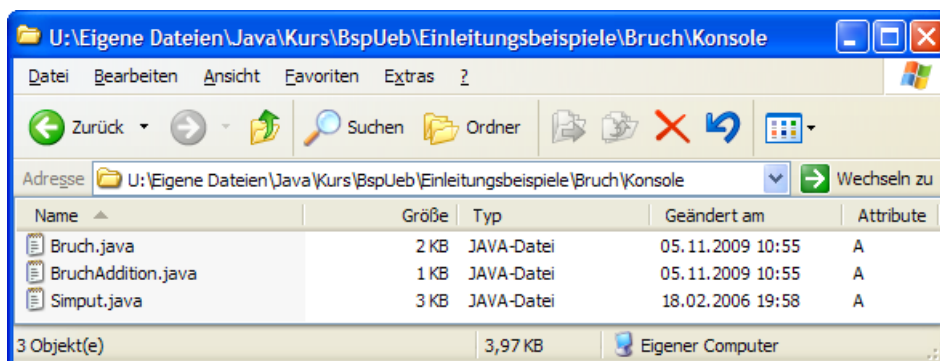 U:\Eigene Dateien\Java\Kurs\BspUeb\Einleitungsbeispiele\Bruch\Konsole
Datei Bearbeiten Ansicht Favoriten Extras ?
Zurück Suchen Ordner
Adresse U:\Eigene Dateien\Java\Kurs\BspUeb\Einleitungsbeispiele\Bruch\Konsole Wechseln zu
Name Größe Typ Geändert am Attribute
Bruch.java 2 KB JAVA-Datei 05.11.2009 10:55 A
BruchAddition.java 1 KB JAVA-Datei 05.11.2009 10:55 A
Simput.java 3 KB JAVA-Datei 18.02.2006 19:58 A
3 Objekt(e) 3,97 KB Eigener Computer